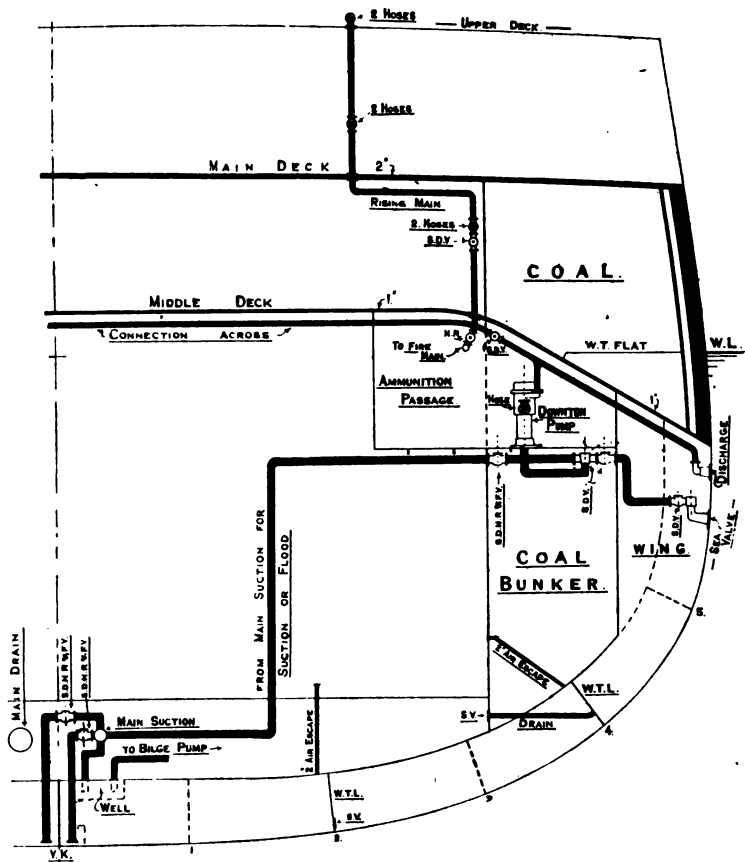 2 HOSES
UPPER DECK
2 HOSES
MAIN DECK 2"
RISING MAIN
2. HOSES
S.D.V.
COAL.
MIDDLE DECK 1"
CONNECTION ACROSS
N.R.
TO FIRE
MAIN.
S.D.V.
W.T. FLAT
W.L.
AMMUNITION
PASSAGE
HOSE
DOWNTON
PUMP
1"
DISCHARGE
S.D.N.R.&F.V.
S.D.V.
S.D.V.
SEA
VALVE
WING.
COAL
BUNKER.
FROM MAIN SUCTION FOR
SUCTION OR FLOOD
5.
2" AIR ESCAPE
W.T.L.
S.V.
DRAIN
4.
MAIN DRAIN
S.D.N.R.&F.V.
S.D.N.R.&F.V.
MAIN SUCTION
TO BILGE PUMP
2" AIR ESCAPE
WELL
W.T.L.
S.V.
2.
V.K.